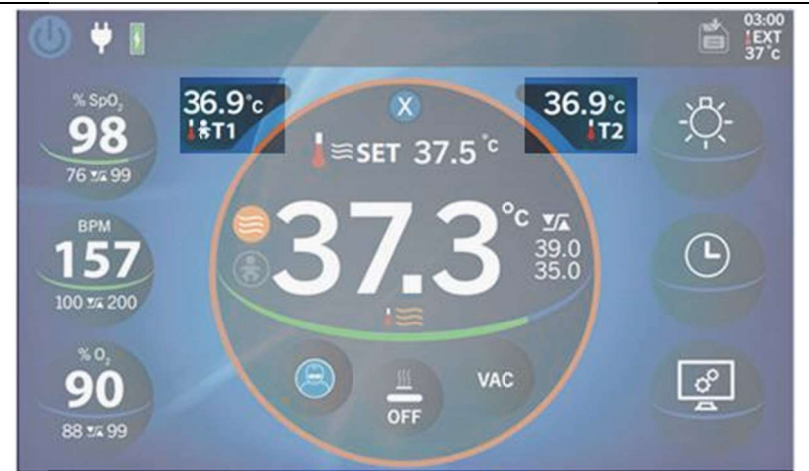 03:00
EXT
37°c
% SpO₂
98
76 99
36.9°c
T1
X
36.9°c
T2
SET 37.5°c
BPM
157
100 200
37.3°C
39.0
35.0
% O₂
90
88 99
OFF
VAC